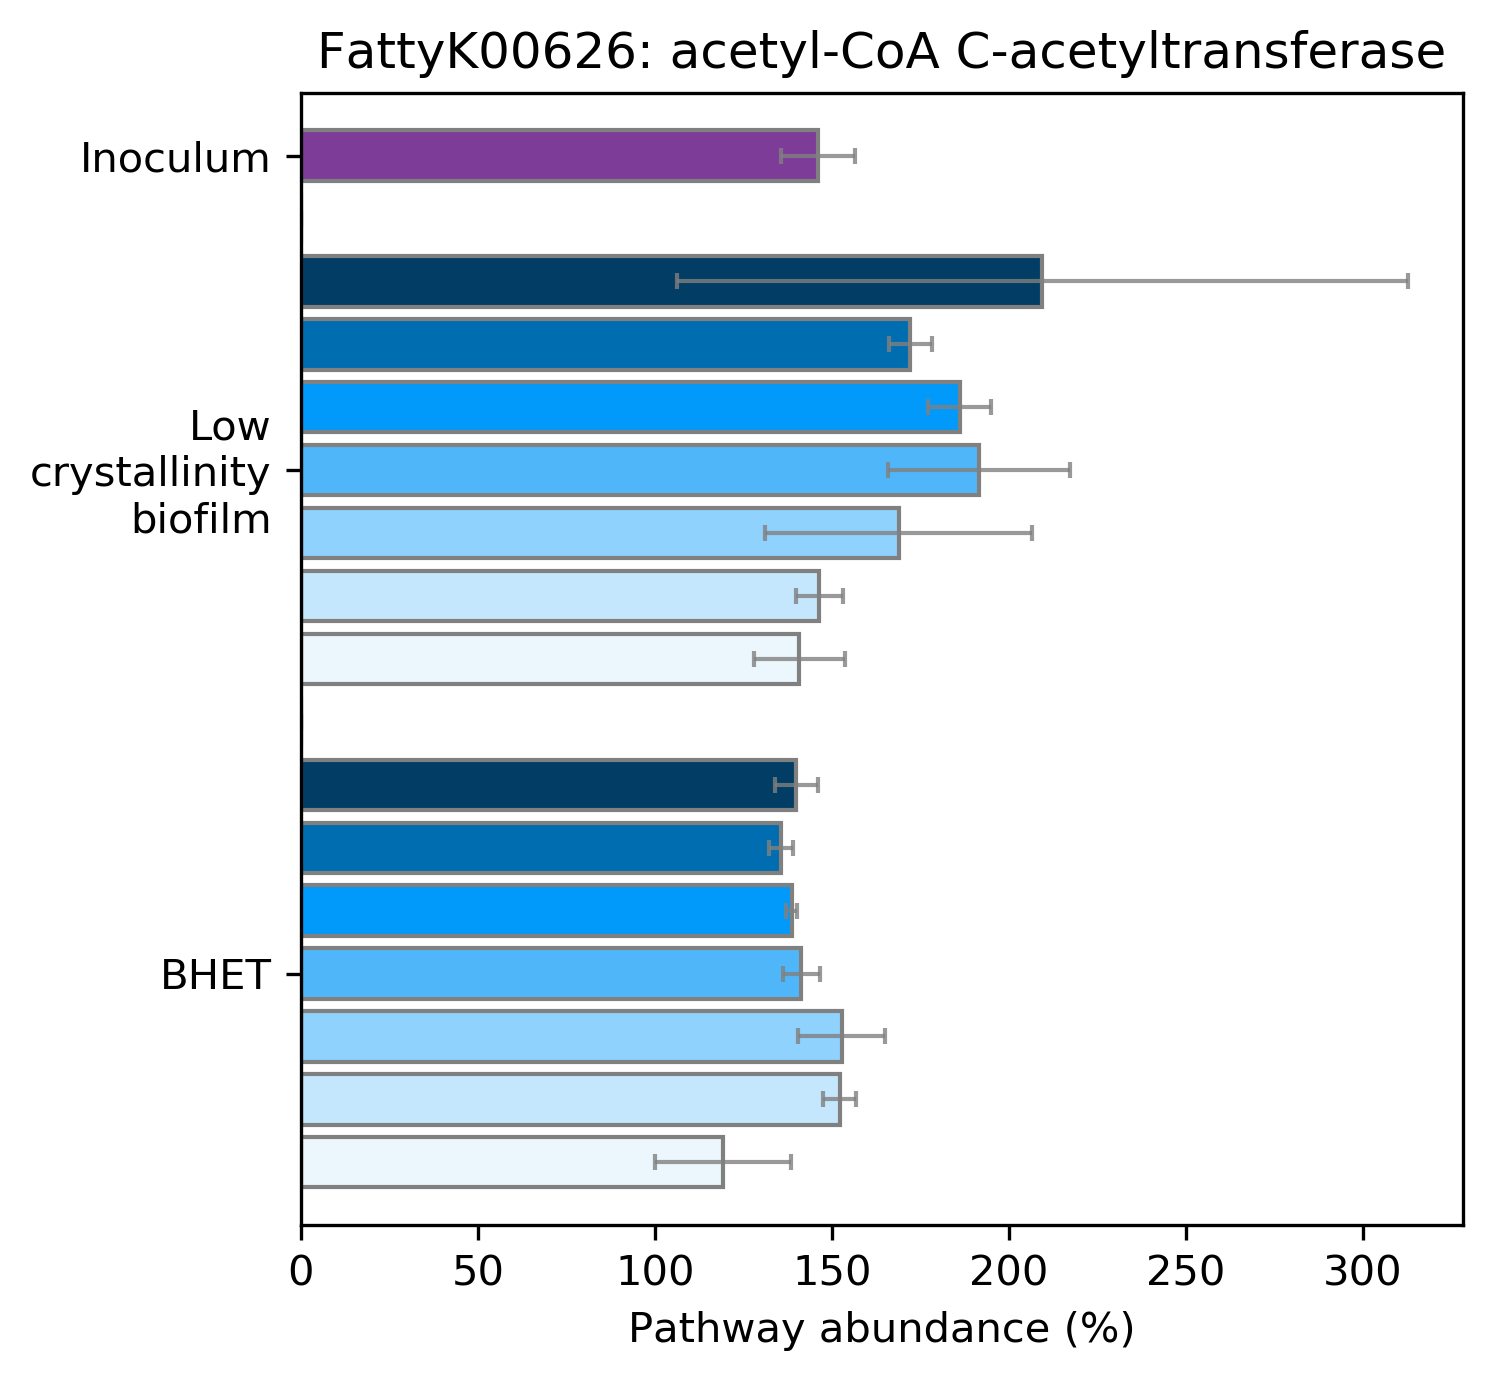 FattyK00626: acetyl-CoA C-acetyltransferase
Inoculum
Low
crystallinity
biofilm
BHET
0 50 100 150 200 250 300
Pathway abundance (%)